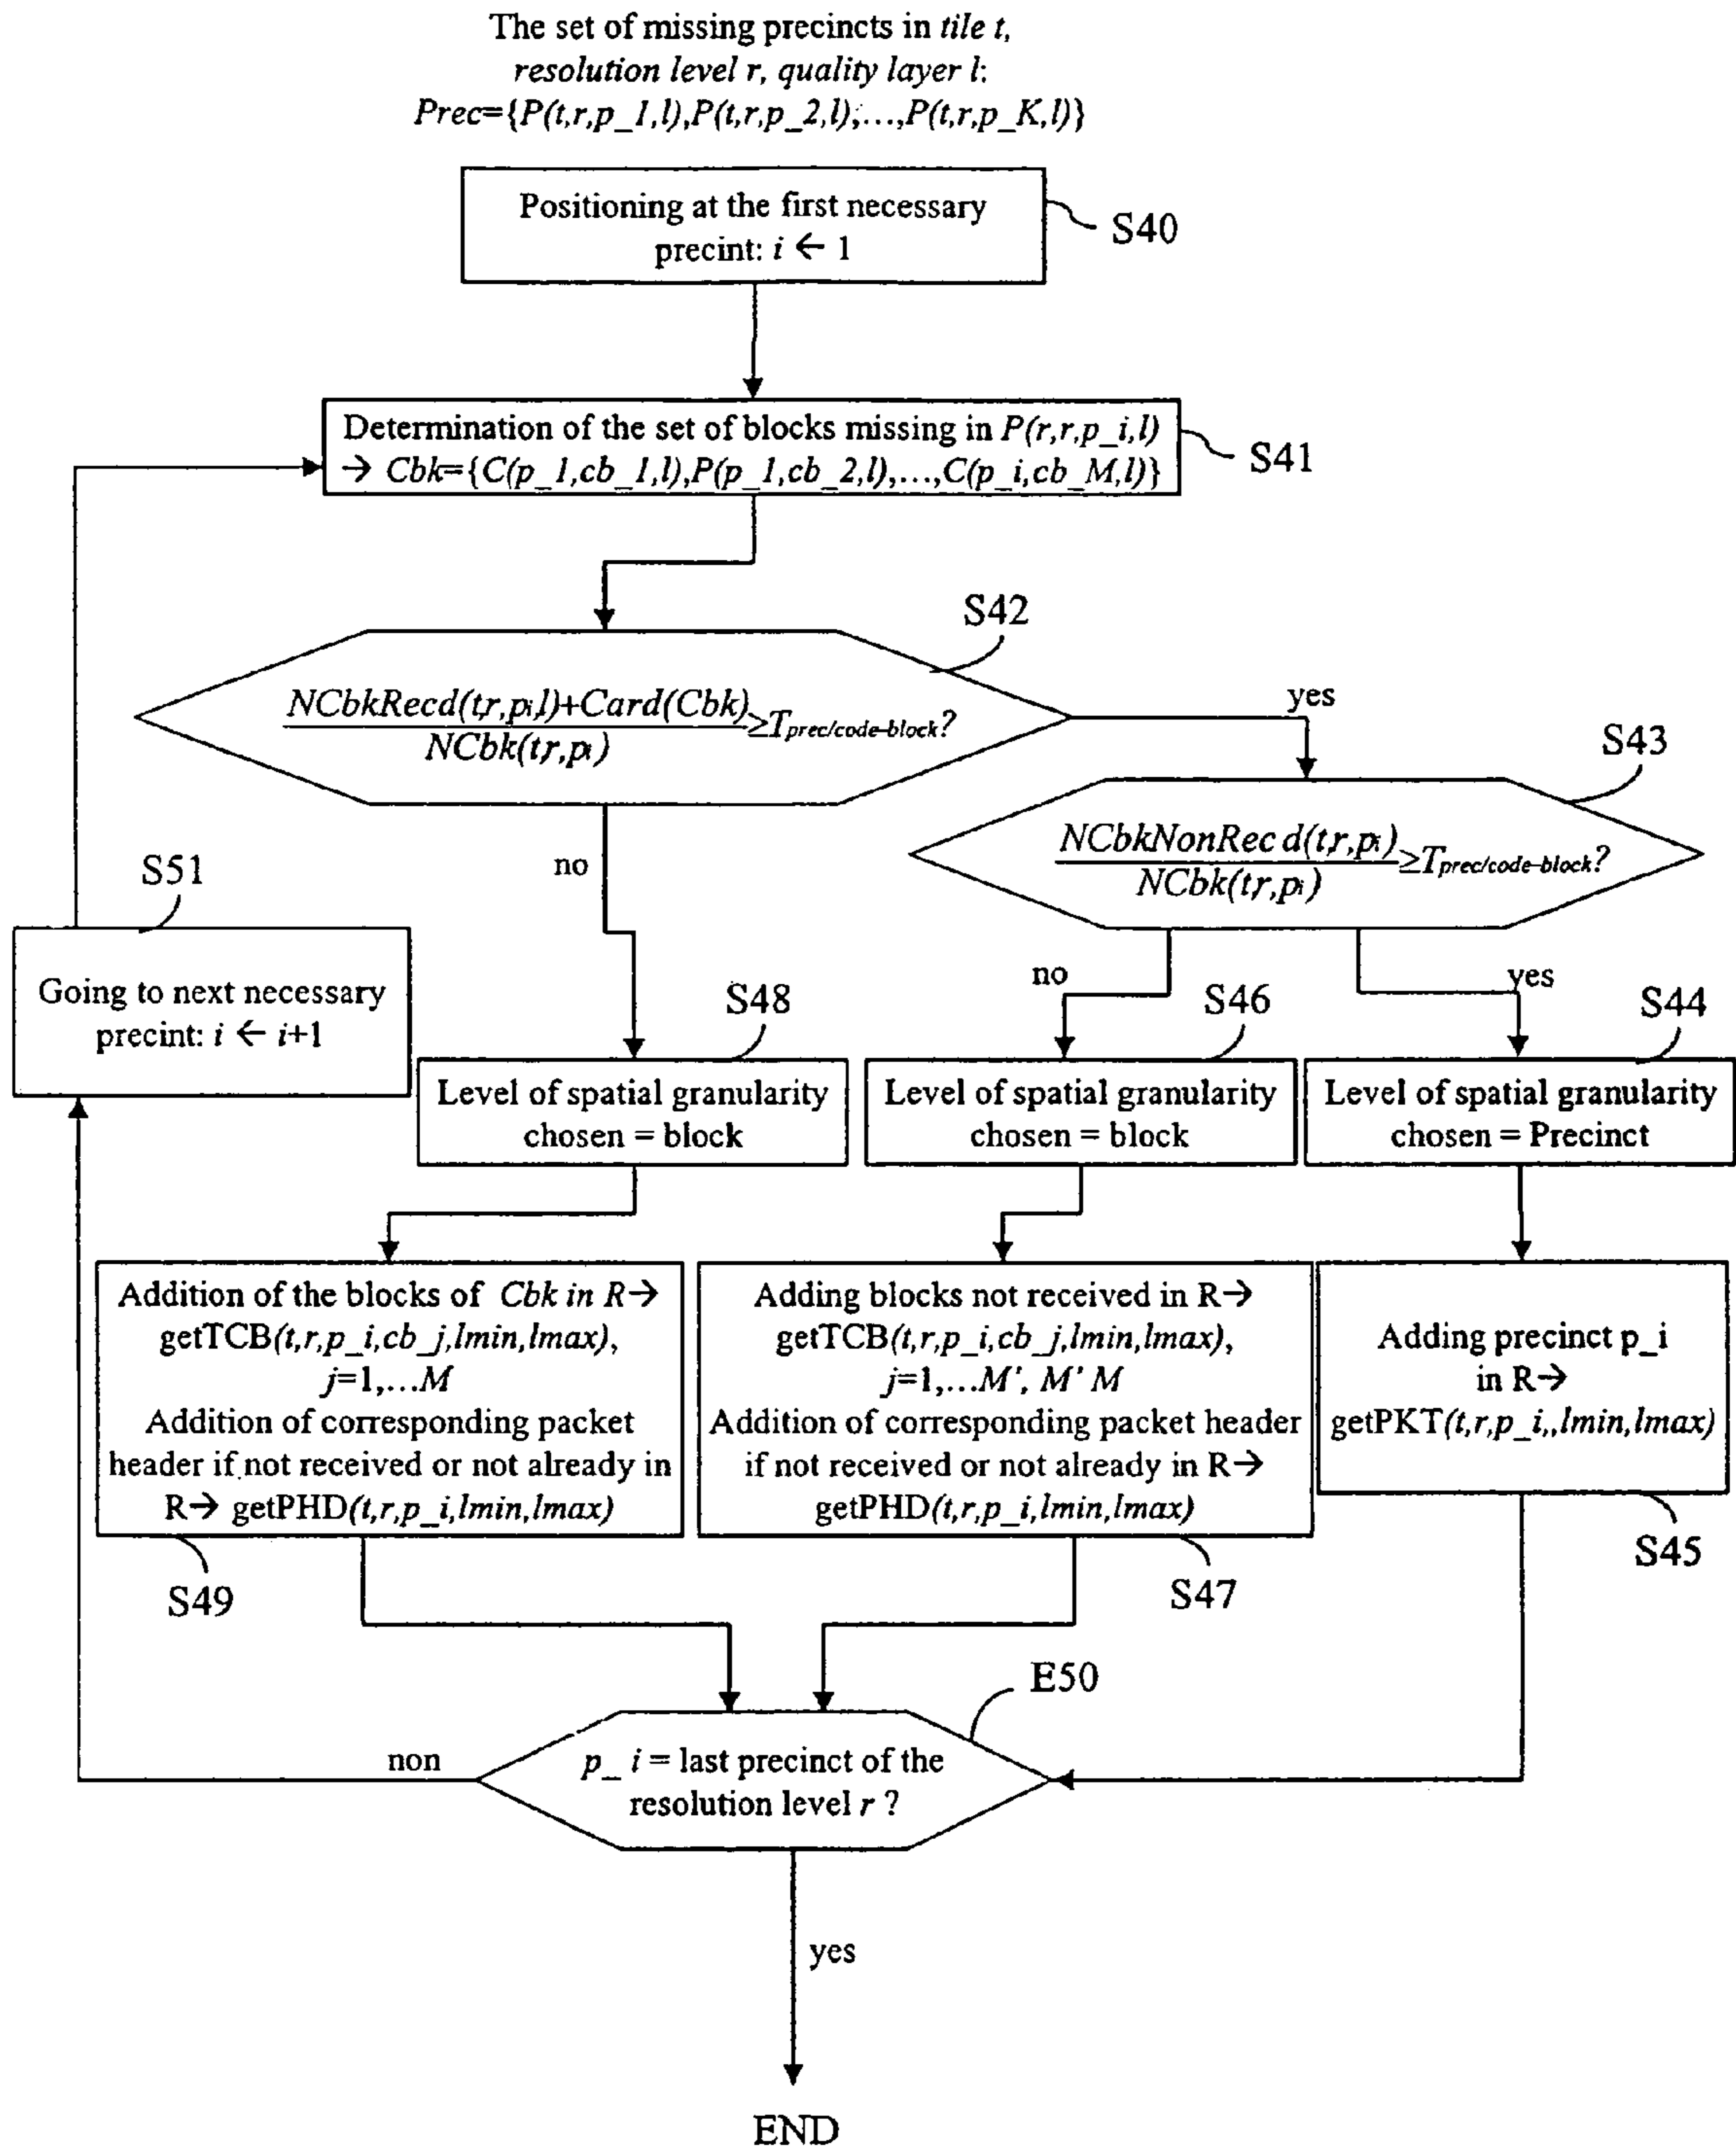 The set of missing precincts in tile t,
resolution level r, quality layer l:
Prec={P(t,r,p_1,l),P(t,r,p_2,l),...,P(t,r,p_K,l)}
Positioning at the first necessary
precint: i ← 1
S40
Determination of the set of blocks missing in P(r,r,p_i,l)
→ Cbk={C(p_1,cb_1,l),P(p_1,cb_2,l),...,C(p_i,cb_M,l)}
S41
S42
NCbkRecd(t,r,pi,l)+Card(Cbk)
≥Tprec/code-block?
NCbk(t,r,pi)
yes
no
S43
NCbkNonRec d(t,r,pi)
≥Tprec/code-block?
NCbk(t,r,pi)
no
yes
S51
Going to next necessary
precint: i ← i+1
S48
Level of spatial granularity
chosen = block
S46
Level of spatial granularity
chosen = block
S44
Level of spatial granularity
chosen = Precinct
Addition of the blocks of Cbk in R→
getTCB(t,r,p_i,cb_j,lmin,lmax),
j=1,...M
Addition of corresponding packet
header if not received or not already in
R→ getPHD(t,r,p_i,lmin,lmax)
S49
Adding blocks not received in R→
getTCB(t,r,p_i,cb_j,lmin,lmax),
j=1,...M', M' M
Addition of corresponding packet header
if not received or not already in R→
getPHD(t,r,p_i,lmin,lmax)
S47
Adding precinct p_i
in R→
getPKT(t,r,p_i,,lmin,lmax)
S45
E50
p_ i = last precinct of the
resolution level r ?
non
yes
END